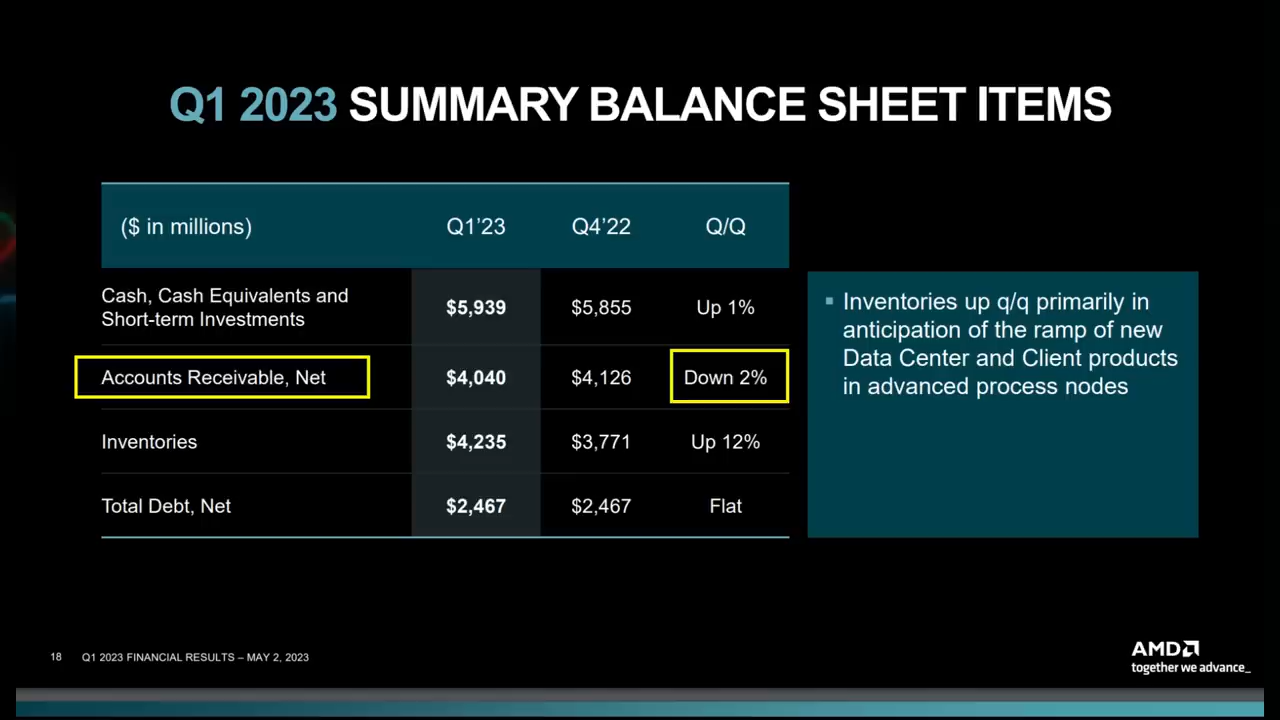 Q1 2023 SUMMARY BALANCE SHEET ITEMS
($ in millions) Q1’23 Q4’22 Q/Q
Cash, Cash Equivalents and
Short-term Investments $5,939 $5,855 Up 1%
Accounts Receivable, Net $4,040 $4,126 Down 2%
Inventories $4,235 $3,771 Up 12%
Total Debt, Net $2,467 $2,467 Flat
▪ Inventories up q/q primarily in
anticipation of the ramp of new
Data Center and Client products
in advanced process nodes
18 Q1 2023 FINANCIAL RESULTS – MAY 2, 2023
AMD
together we advance_